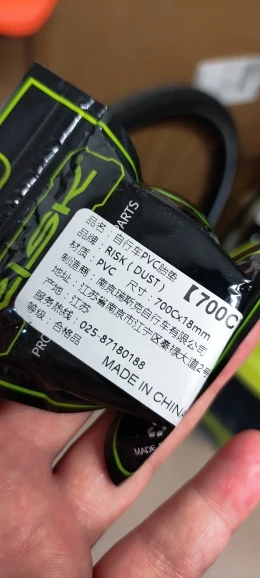 RISK
PARTS
品名：自行车PVC胎垫
品牌：RISK（DUST）
材质：PVC 尺寸：700Cx18mm
【700C
制造商：南京瑞斯克自行车有限公司
地址：江苏省南京市江宁区秦禄大道2号
产地：江苏
服务热线：025-87180188
等级：合格品
MADE IN CHINA
PRO
MADE